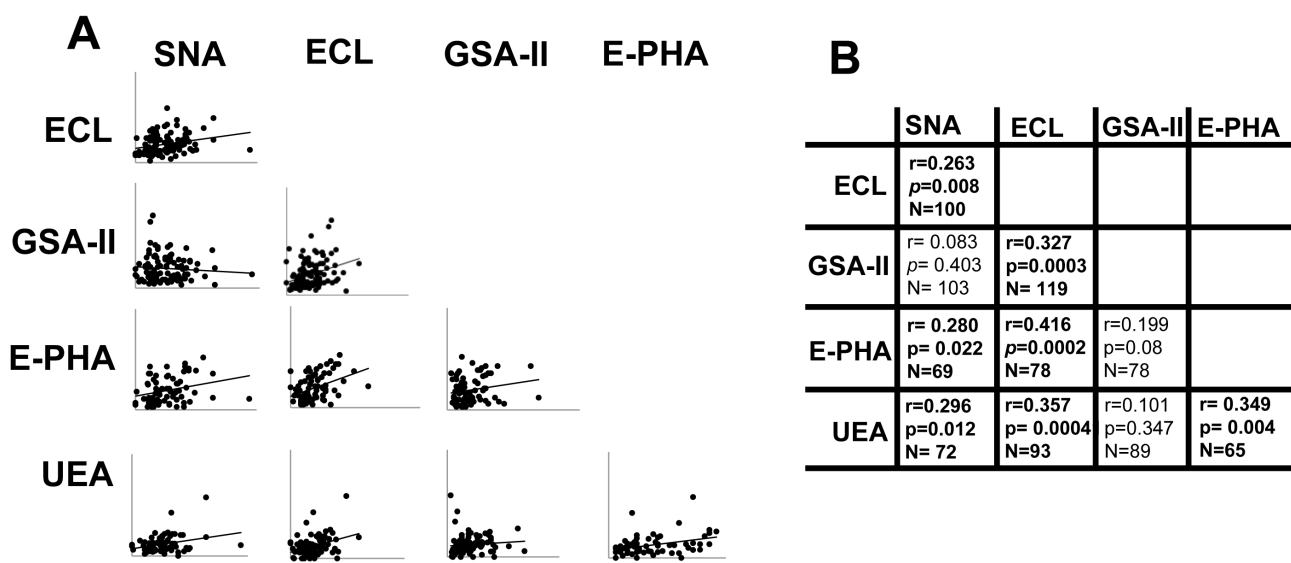 A
SNA ECL GSA-II E-PHA
ECL
GSA-II
E-PHA
UEA
B
SNA ECL GSA-II E-PHA
ECL
r=0.263
p=0.008
N=100
GSA-II
r= 0.083
p= 0.403
N= 103
r=0.327
p=0.0003
N= 119
E-PHA
r= 0.280
p= 0.022
N=69
r=0.416
p=0.0002
N=78
r=0.199
p=0.08
N=78
UEA
r=0.296
p=0.012
N= 72
r=0.357
p= 0.0004
N=93
r=0.101
p=0.347
N=89
r= 0.349
p= 0.004
N=65